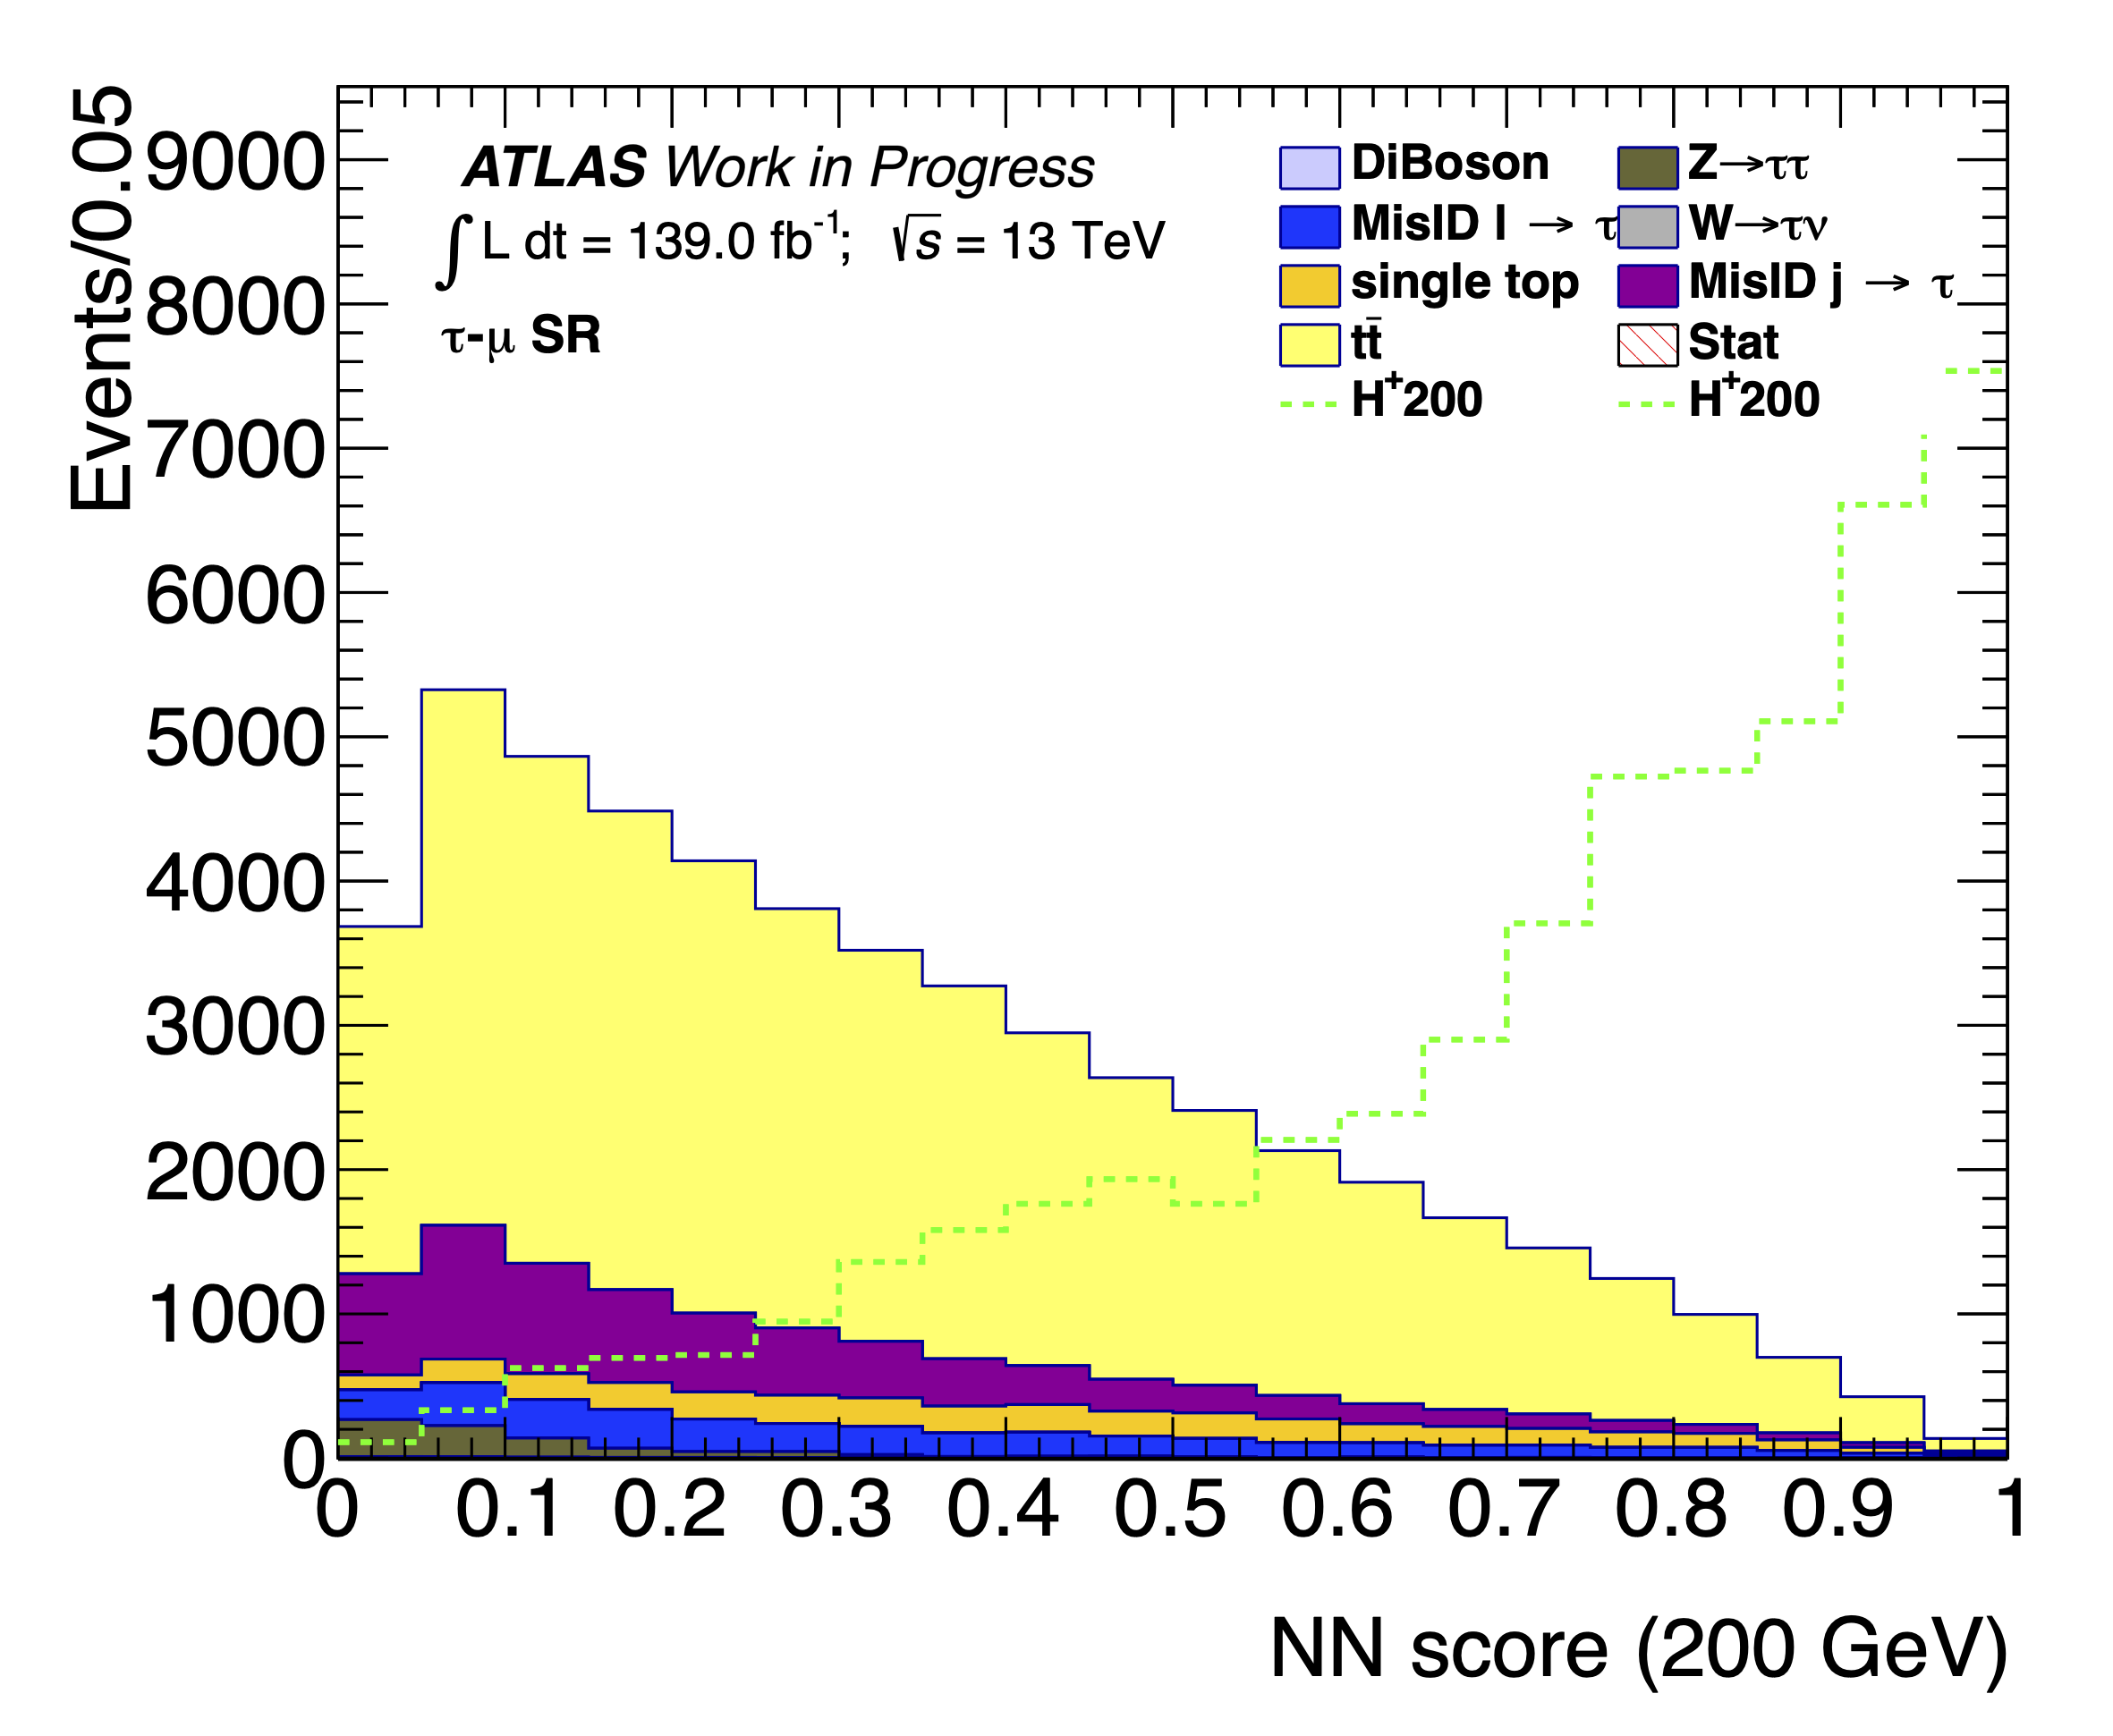 Events/0.05
9000
8000
7000
6000
5000
4000
3000
2000
1000
0
ATLAS Work in Progress
∫ L dt = 139.0 fb⁻¹; √s = 13 TeV
τ-μ SR
DiBoson
Z→ττ
MisID l → τ
W→τν
single top
MisID j → τ
tt̄
Stat
H⁺200
H⁺200
0 0.1 0.2 0.3 0.4 0.5 0.6 0.7 0.8 0.9 1
NN score (200 GeV)